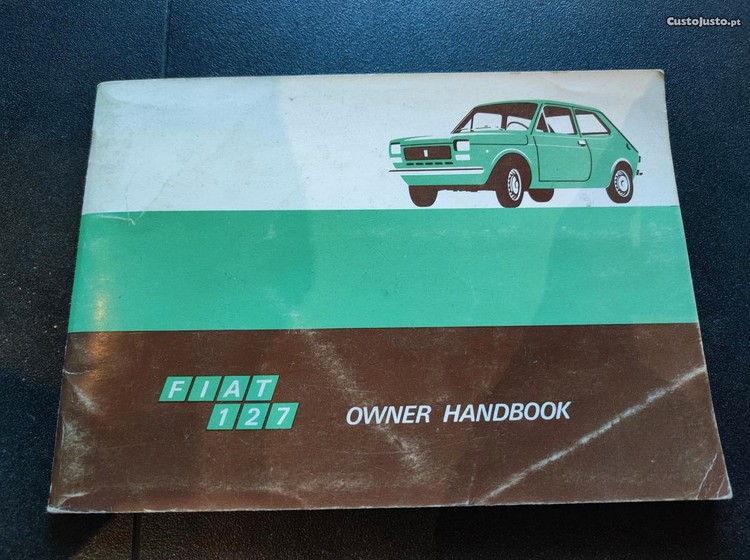 CustoJusto.pt
FIAT
127
OWNER HANDBOOK